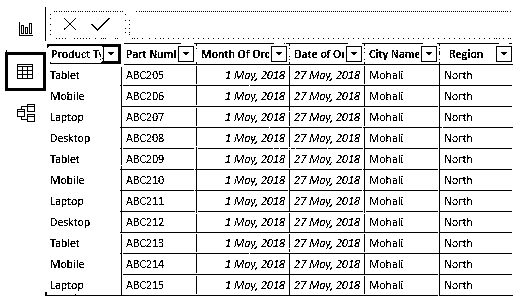 Product Ty Part Numl Month Of Orc Date of Or City Name Region
Tablet ABC205 1 May, 2018 27 May, 2018 Mohali North
Mobile ABC206 1 May, 2018 27 May, 2018 Mohali North
Laptop ABC207 1 May, 2018 27 May, 2018 Mohali North
Desktop ABC208 1 May, 2018 27 May, 2018 Mohali North
Tablet ABC209 1 May, 2018 27 May, 2018 Mohali North
Mobile ABC210 1 May, 2018 27 May, 2018 Mohali North
Laptop ABC211 1 May, 2018 27 May, 2018 Mohali North
Desktop ABC212 1 May, 2018 27 May, 2018 Mohali North
Tablet ABC213 1 May, 2018 27 May, 2018 Mohali North
Mobile ABC214 1 May, 2018 27 May, 2018 Mohali North
Laptop ABC215 1 May, 2018 27 May, 2018 Mohali North